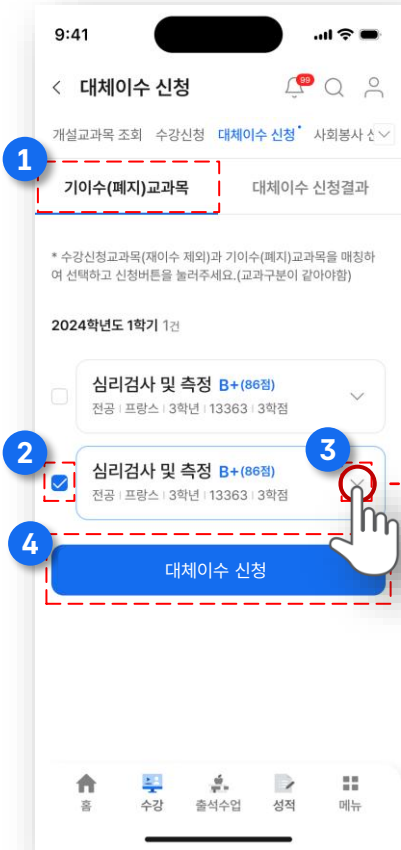 9:41
대체이수 신청
99
개설교과목 조회 수강신청 대체이수 신청 사회봉사
1
기이수(폐지)교과목 대체이수 신청결과
* 수강신청교과목(재이수 제외)과 기이수(폐지)교과목을 매칭하
여 선택하고 신청버튼을 눌러주세요.(교과구분이 같아야함)
2024학년도 1학기 1건
심리검사 및 측정 B+(86점)
전공 | 프랑스 | 3학년 | 13363 | 3학점
2
3
심리검사 및 측정 B+(86점)
전공 | 프랑스 | 3학년 | 13363 | 3학점
4
대체이수 신청
홈 수강 출석수업 성적 메뉴